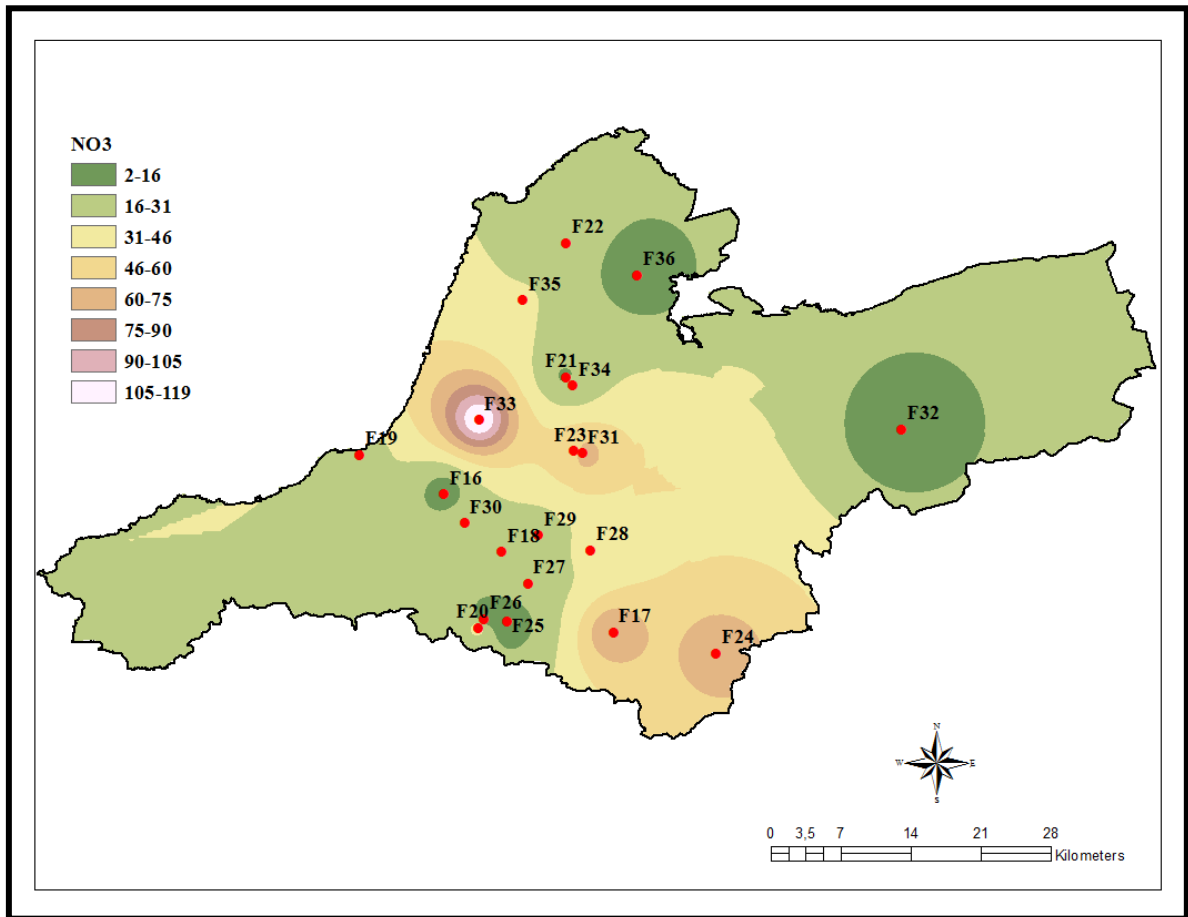 NO3
2-16
16-31
31-46
46-60
60-75
75-90
90-105
105-119
F22
F36
F35
F21
F34
F33
F32
F19
F23
F31
F16
F30
F29
F18
F28
F27
F26
F20
F25
F17
F24
N
W
E
S
0 3,5 7 14 21 28
Kilometers